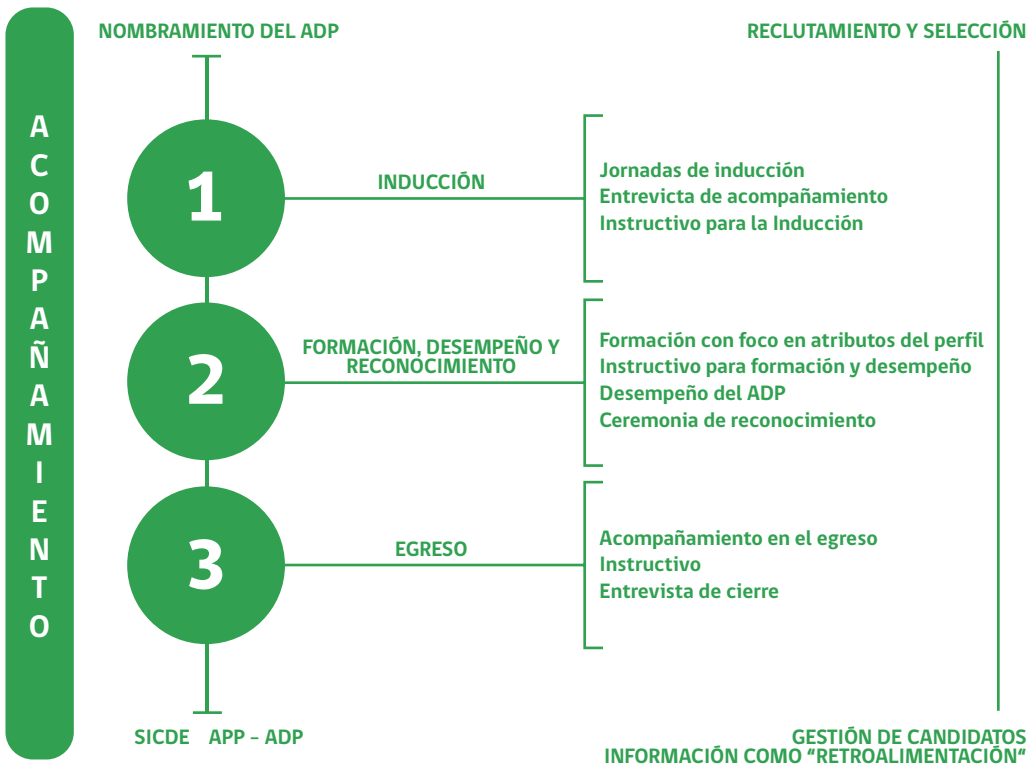 ACOMPAÑAMIENTO
NOMBRAMIENTO DEL ADP
RECLUTAMIENTO Y SELECCIÓN
1
INDUCCIÓN
Jornadas de inducción
Entrevicta de acompañamiento
Instructivo para la Inducción
2
FORMACIÓN, DESEMPEÑO Y
RECONOCIMIENTO
Formación con foco en atributos del perfil
Instructivo para formación y desempeño
Desempeño del ADP
Ceremonia de reconocimiento
3
EGRESO
Acompañamiento en el egreso
Instructivo
Entrevista de cierre
SICDE APP – ADP
GESTIÓN DE CANDIDATOS
INFORMACIÓN COMO “RETROALIMENTACIÓN“